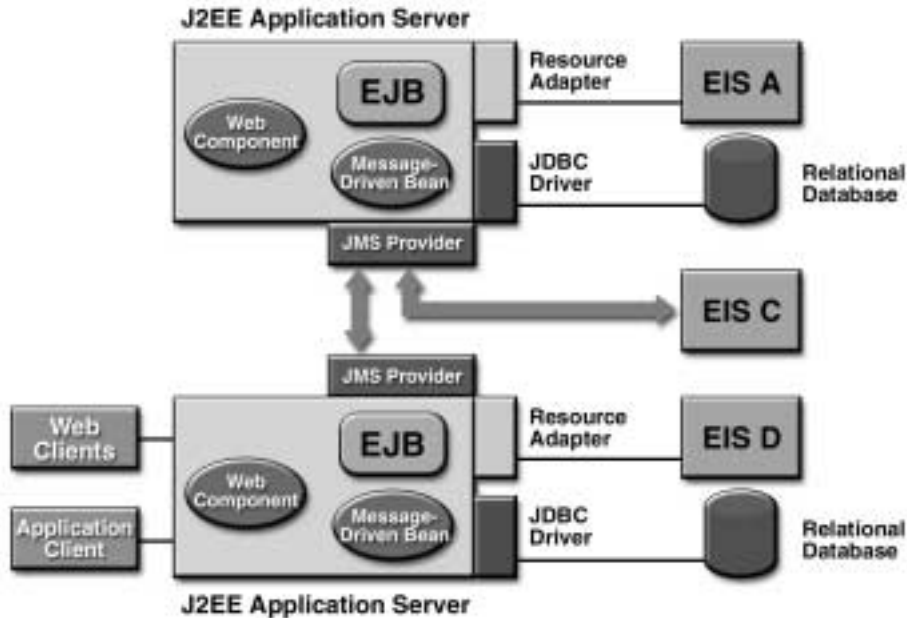 J2EE Application Server
Resource
Adapter
EIS A
EJB
Web
Component
Message-
Driven Bean
JDBC
Driver
Relational
Database
JMS Provider
EIS C
JMS Provider
Web
Clients
Resource
Adapter
EIS D
EJB
Web
Component
Message-
Driven Bean
Application
Client
JDBC
Driver
Relational
Database
J2EE Application Server